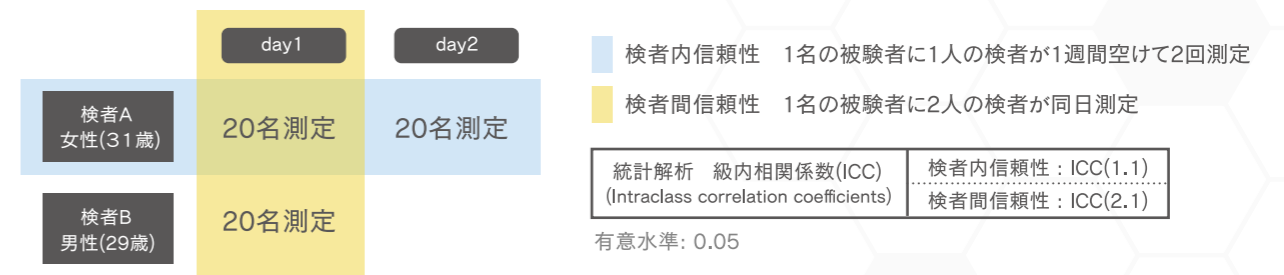 day1
day2
検者A
女性(31歳)
20名測定
20名測定
検者B
男性(29歳)
20名測定
検者内信頼性 1名の被験者に1人の検者が1週間空けて2回測定
検者間信頼性 1名の被験者に2人の検者が同日測定
統計解析 級内相関係数(ICC)
(Intraclass correlation coefficients)
検者内信頼性：ICC(1.1)
検者間信頼性：ICC(2.1)
有意水準: 0.05